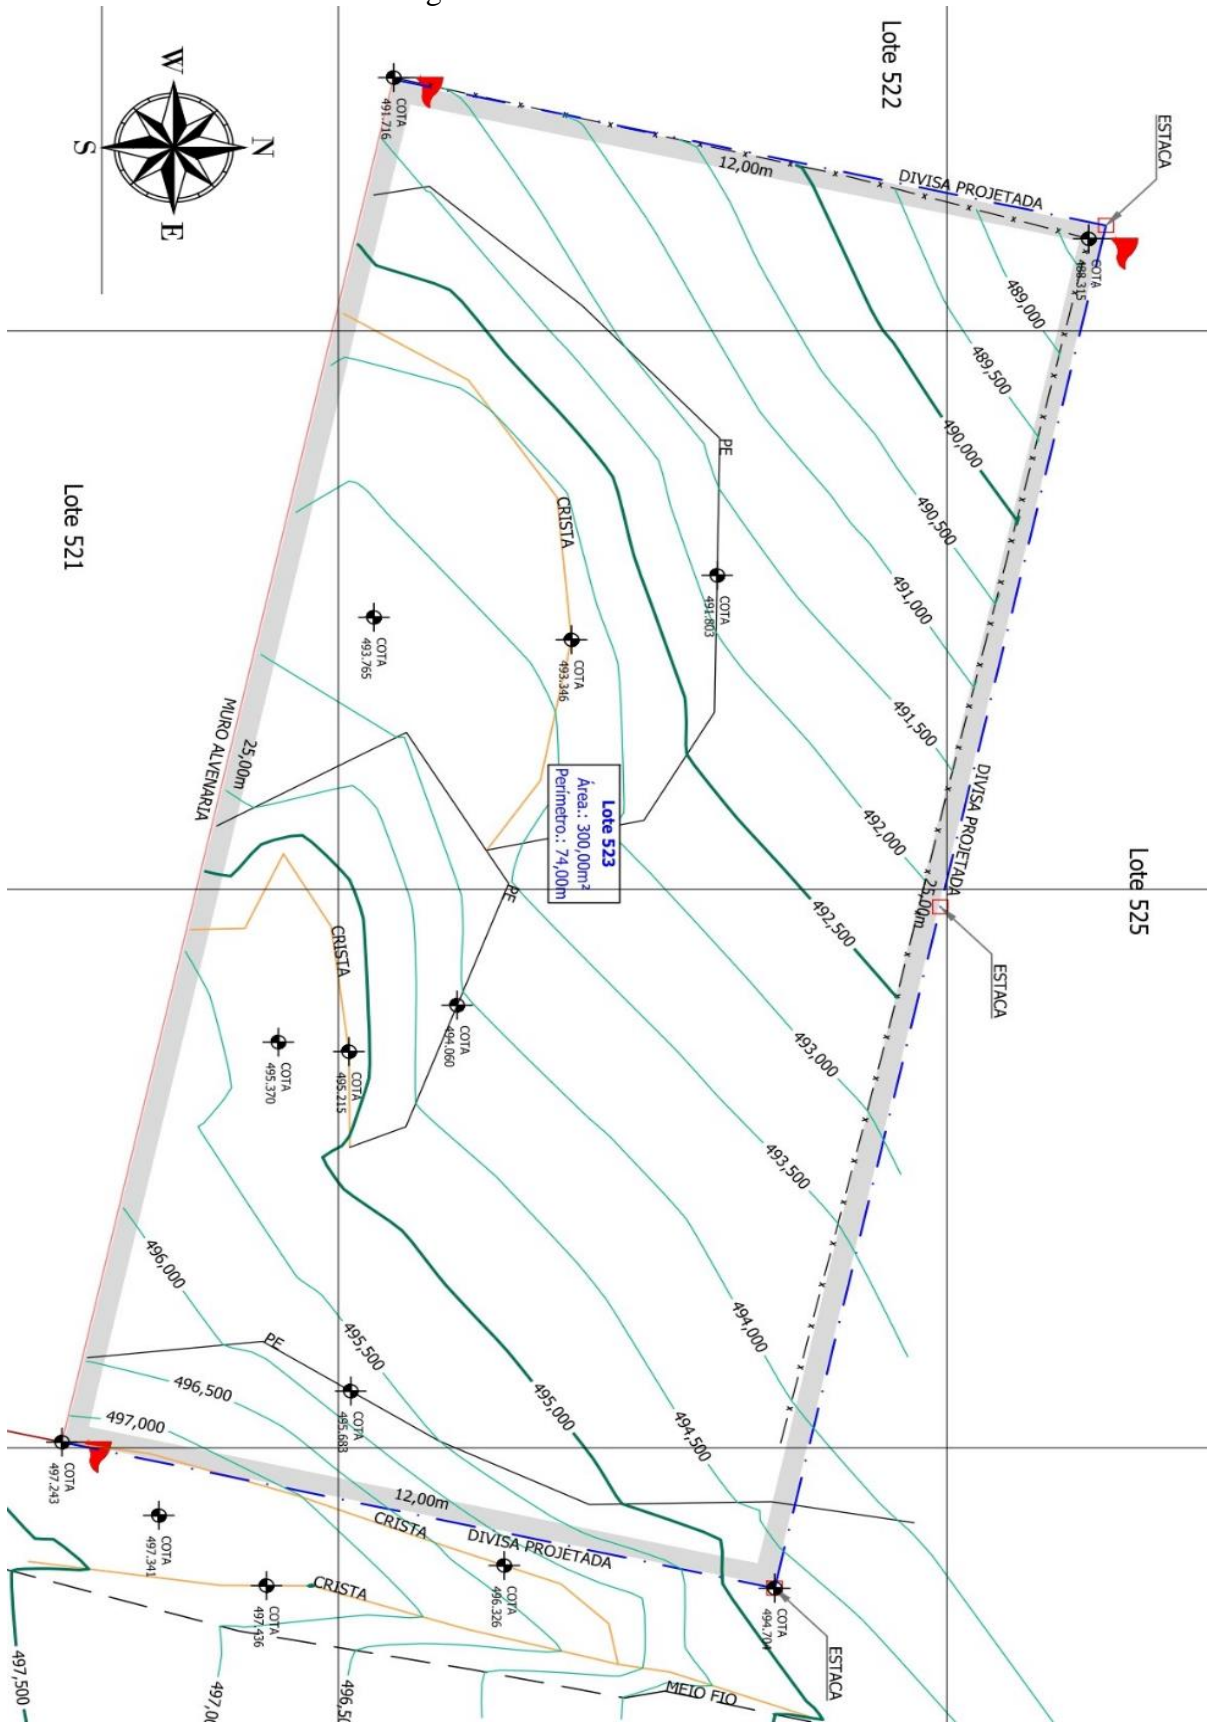 W
N
S
E
Lote 522
ESTACA
COTA
491.716
12,00m
DIVISA PROJETADA
COTA
488.315
489,000
489,500
490,000
490,500
491,000
491,500
492,000
492,500
493,000
493,500
494,000
494,500
495,000
495,500
496,000
496,500
497,000
PE
CRISTA
COTA
491.803
COTA
493.346
COTA
493.765
Lote 521
MURO ALVENARIA
25,00m
Lote 523
Área.: 300,00m²
Perímetro.: 74,00m
DIVISA PROJETADA
25,00m
Lote 525
ESTACA
PE
CRISTA
COTA
494.060
COTA
495.215
COTA
495.370
PE
COTA
495.683
COTA
497.243
12,00m
CRISTA
DIVISA PROJETADA
COTA
497.341
COTA
497.436
CRISTA
COTA
496.326
COTA
494.704
ESTACA
MEIO FIO
497,500
497,0
496,50